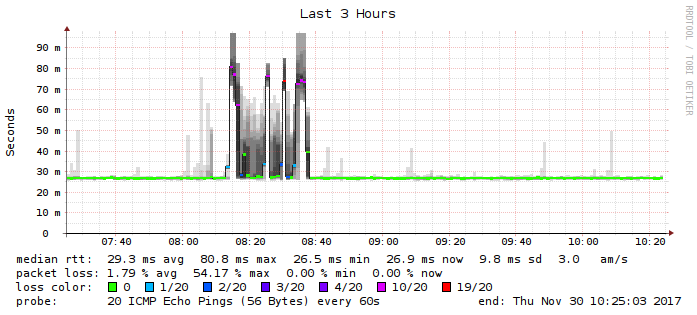 Last 3 Hours
RRDTOOL / TOBI OETIKER
Seconds
90 m
80 m
70 m
60 m
50 m
40 m
30 m
20 m
10 m
0
07:40 08:00 08:20 08:40 09:00 09:20 09:40 10:00 10:20
median rtt: 29.3 ms avg 80.8 ms max 26.5 ms min 26.9 ms now 9.8 ms sd 3.0 am/s
packet loss: 1.79 % avg 54.17 % max 0.00 % min 0.00 % now
loss color: 0 1/20 2/20 3/20 4/20 10/20 19/20
probe: 20 ICMP Echo Pings (56 Bytes) every 60s end: Thu Nov 30 10:25:03 2017